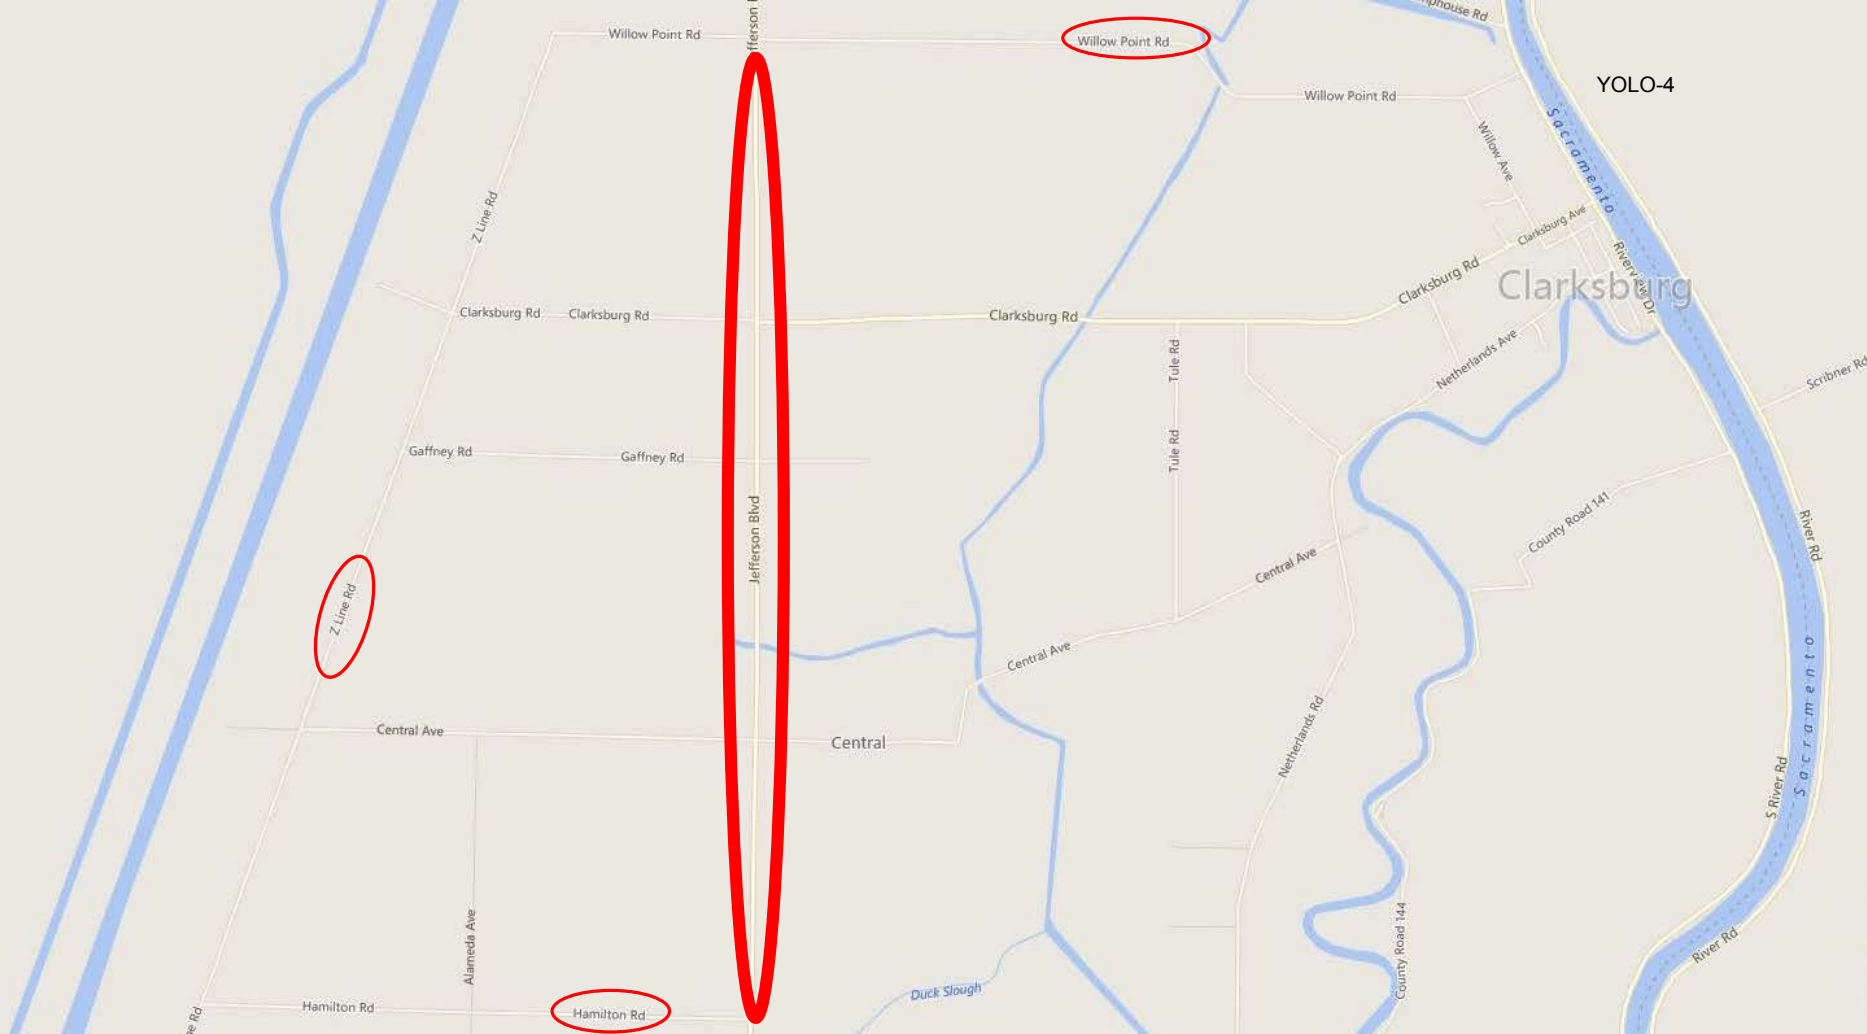 Willow Point Rd
Willow Point Rd
YOLO-4
Willow Point Rd
Sacramento
Willow Ave
Z Line Rd
Clarksburg Ave
Riverview Dr
Clarksburg Rd
Clarksburg
Clarksburg Rd
Clarksburg Rd
Clarksburg Rd
Tule Rd
Netherlands Ave
Scribner Rd
Gaffney Rd
Gaffney Rd
Tule Rd
Jefferson Blvd
County Road 141
River Rd
Central Ave
Z Line Rd
Central Ave
Sacramento
Central Ave
Central
Netherlands Rd
S River Rd
Alameda Ave
County Road 144
River Rd
Duck Slough
Hamilton Rd
Hamilton Rd